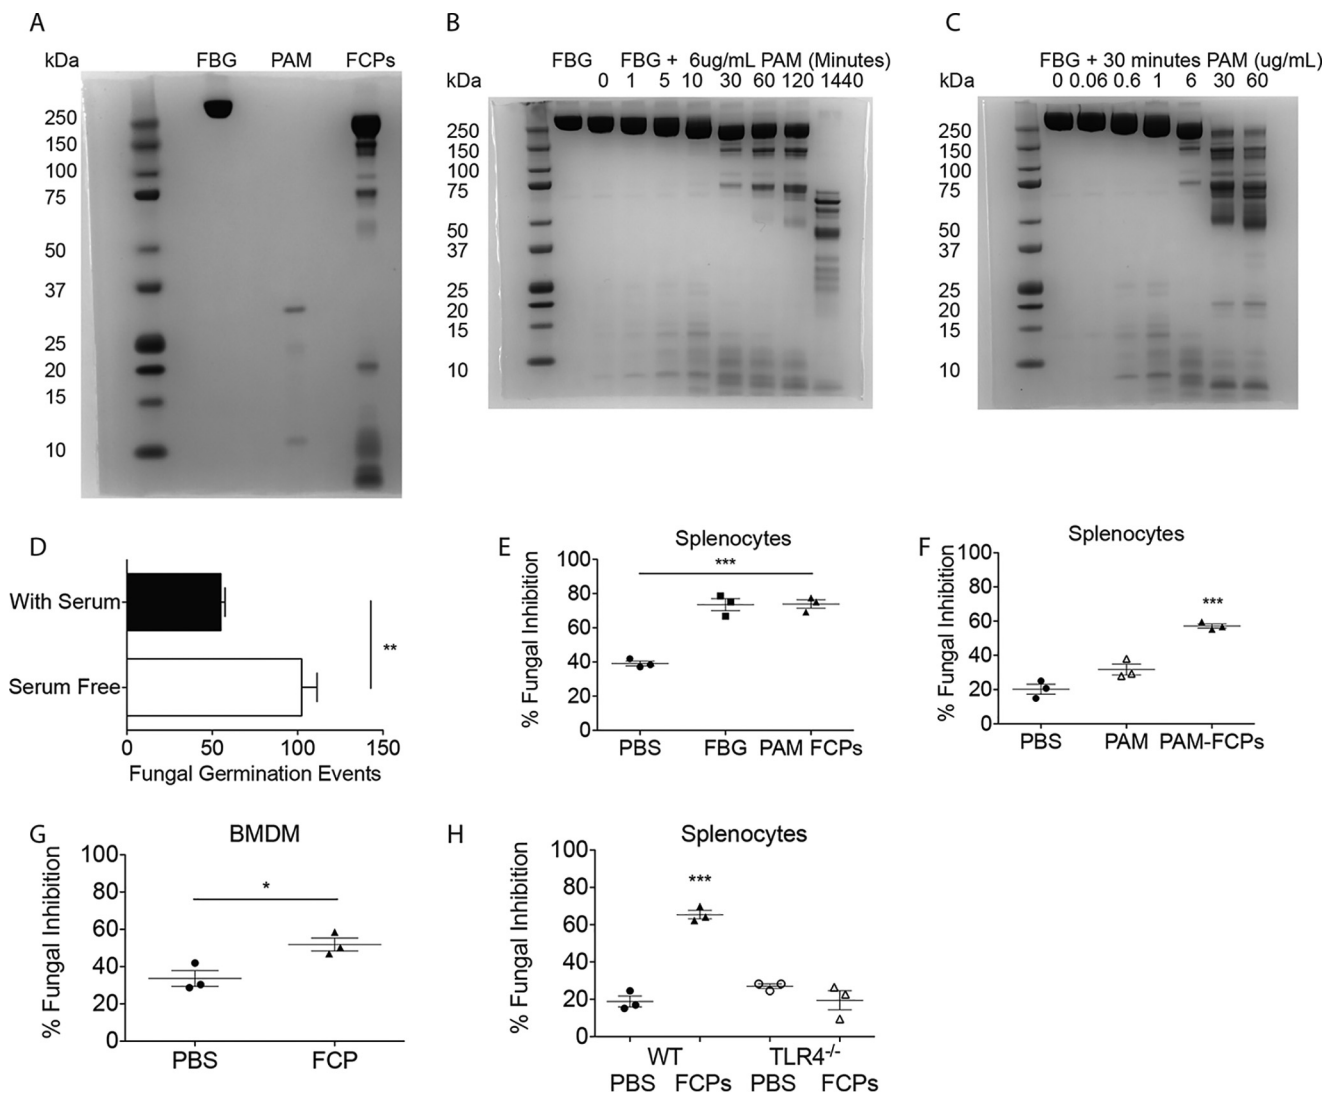 A
kDa FBG PAM FCPs
250
150
100
75
50
37
25
20
15
10
B
FBG FBG + 6ug/mL PAM (Minutes)
kDa 0 1 5 10 30 60 120 1440
250
150
100
75
50
37
25
20
15
10
C
FBG + 30 minutes PAM (ug/mL)
kDa 0 0.06 0.6 1 6 30 60
250
150
100
75
50
37
25
20
15
10
D
With Serum
Serum Free
**
0 50 100 150
Fungal Germination Events
E
Splenocytes
% Fungal Inhibition
100
80
60
40
20
0
***
PBS FBG PAM FCPs
F
Splenocytes
% Fungal Inhibition
100
80
60
40
20
0
***
PBS PAM PAM-FCPs
G
BMDM
% Fungal Inhibition
100
80
60
40
20
0
*
PBS FCP
H
Splenocytes
% Fungal Inhibition
100
80
60
40
20
0
***
WT TLR4-/-
PBS FCPs PBS FCPs